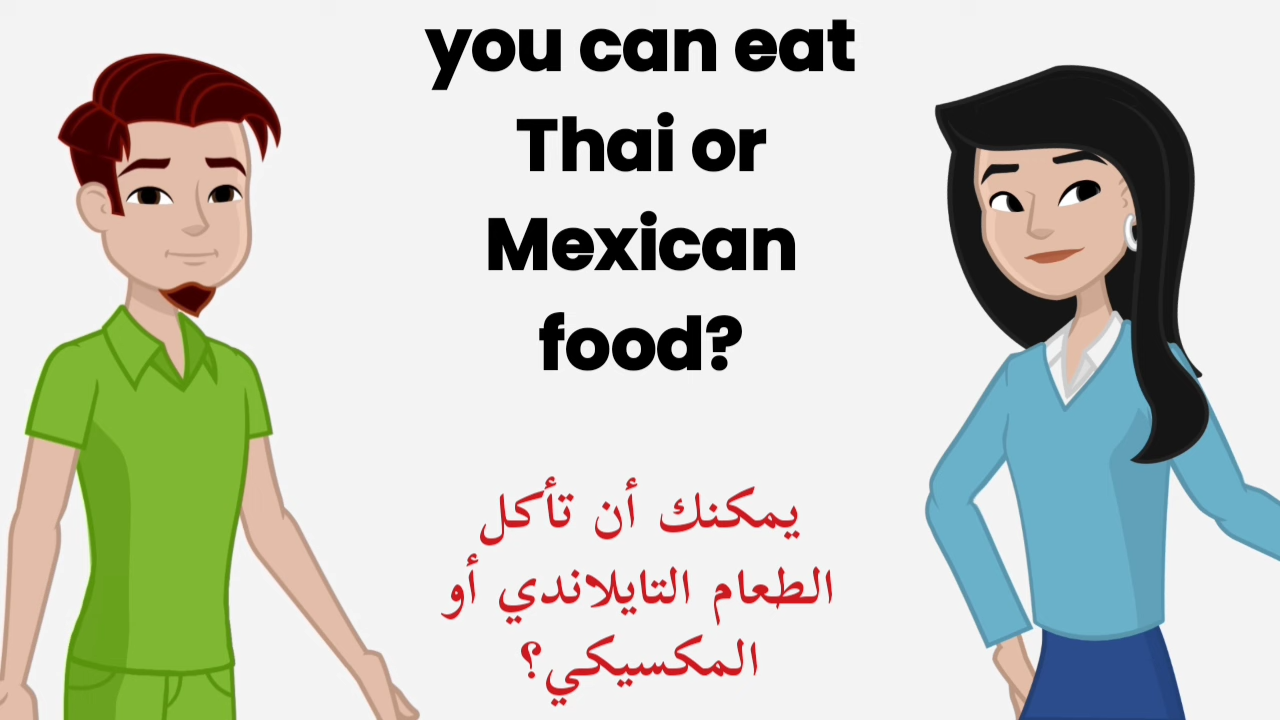 you can eat
Thai or
Mexican
food?
يمكنك أن تأكل
الطعام التايلاندي أو
المكسيكي؟